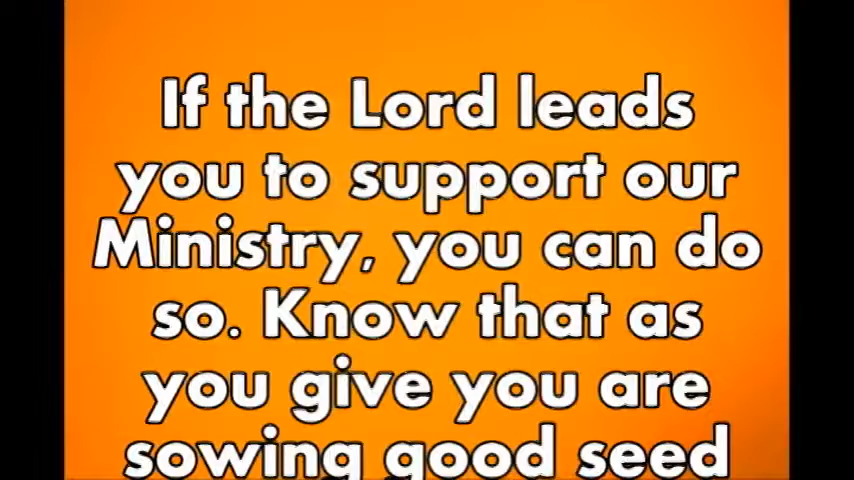 If the Lord leads
you to support our
Ministry, you can do
so. Know that as
you give you are
sowing good seed